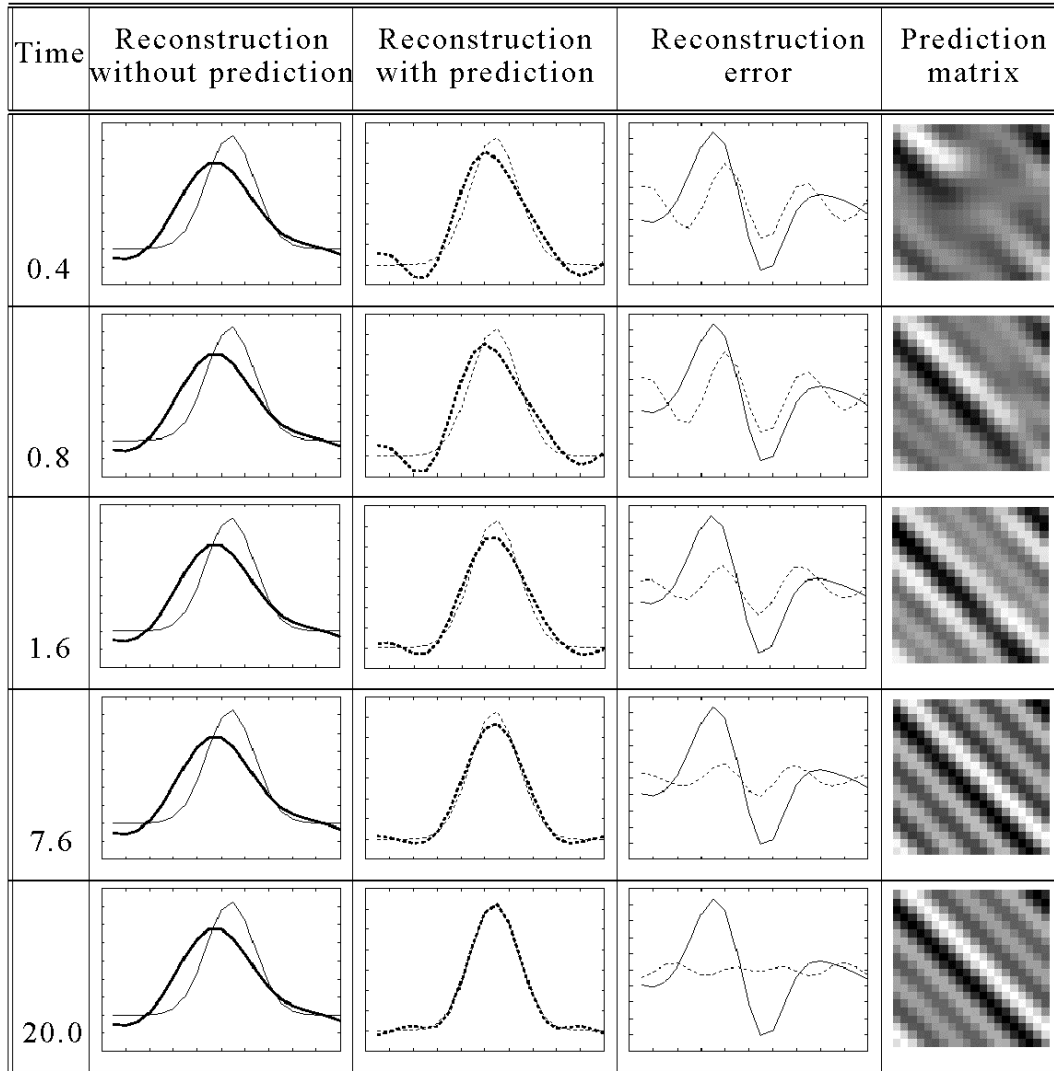 Time
Reconstruction
without prediction
Reconstruction
with prediction
Reconstruction
error
Prediction
matrix
0.4
0.8
1.6
7.6
20.0